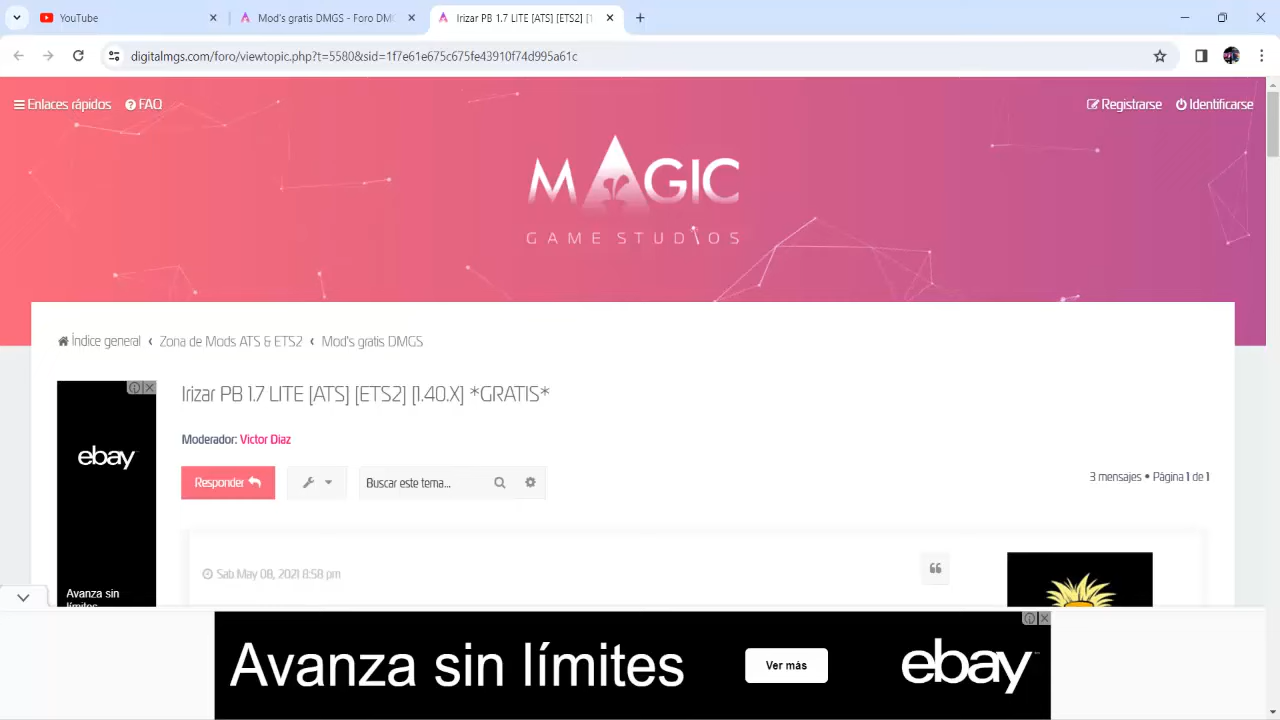 YouTube
Mod's gratis DMGS - Foro DM
Irizar PB 1.7 LITE [ATS] [ETS2] [1
digitalmgs.com/foro/viewtopic.php?t=5580&sid=1f7e61e675c675fe43910f74d995a61c
Enlaces rápidos FAQ
Registrarse Identificarse
MAGIC
GAME STUDIOS
Índice general ‹ Zona de Mods ATS & ETS2 ‹ Mod's gratis DMGS
Irizar PB 1.7 LITE [ATS] [ETS2] [1.40.X] *GRATIS*
Moderador: Victor Diaz
Responder
Buscar este tema...
3 mensajes • Página 1 de 1
ebay
Avanza sin
límites
Sab May 08, 2021 8:58 pm
Avanza sin límites
Ver más
ebay